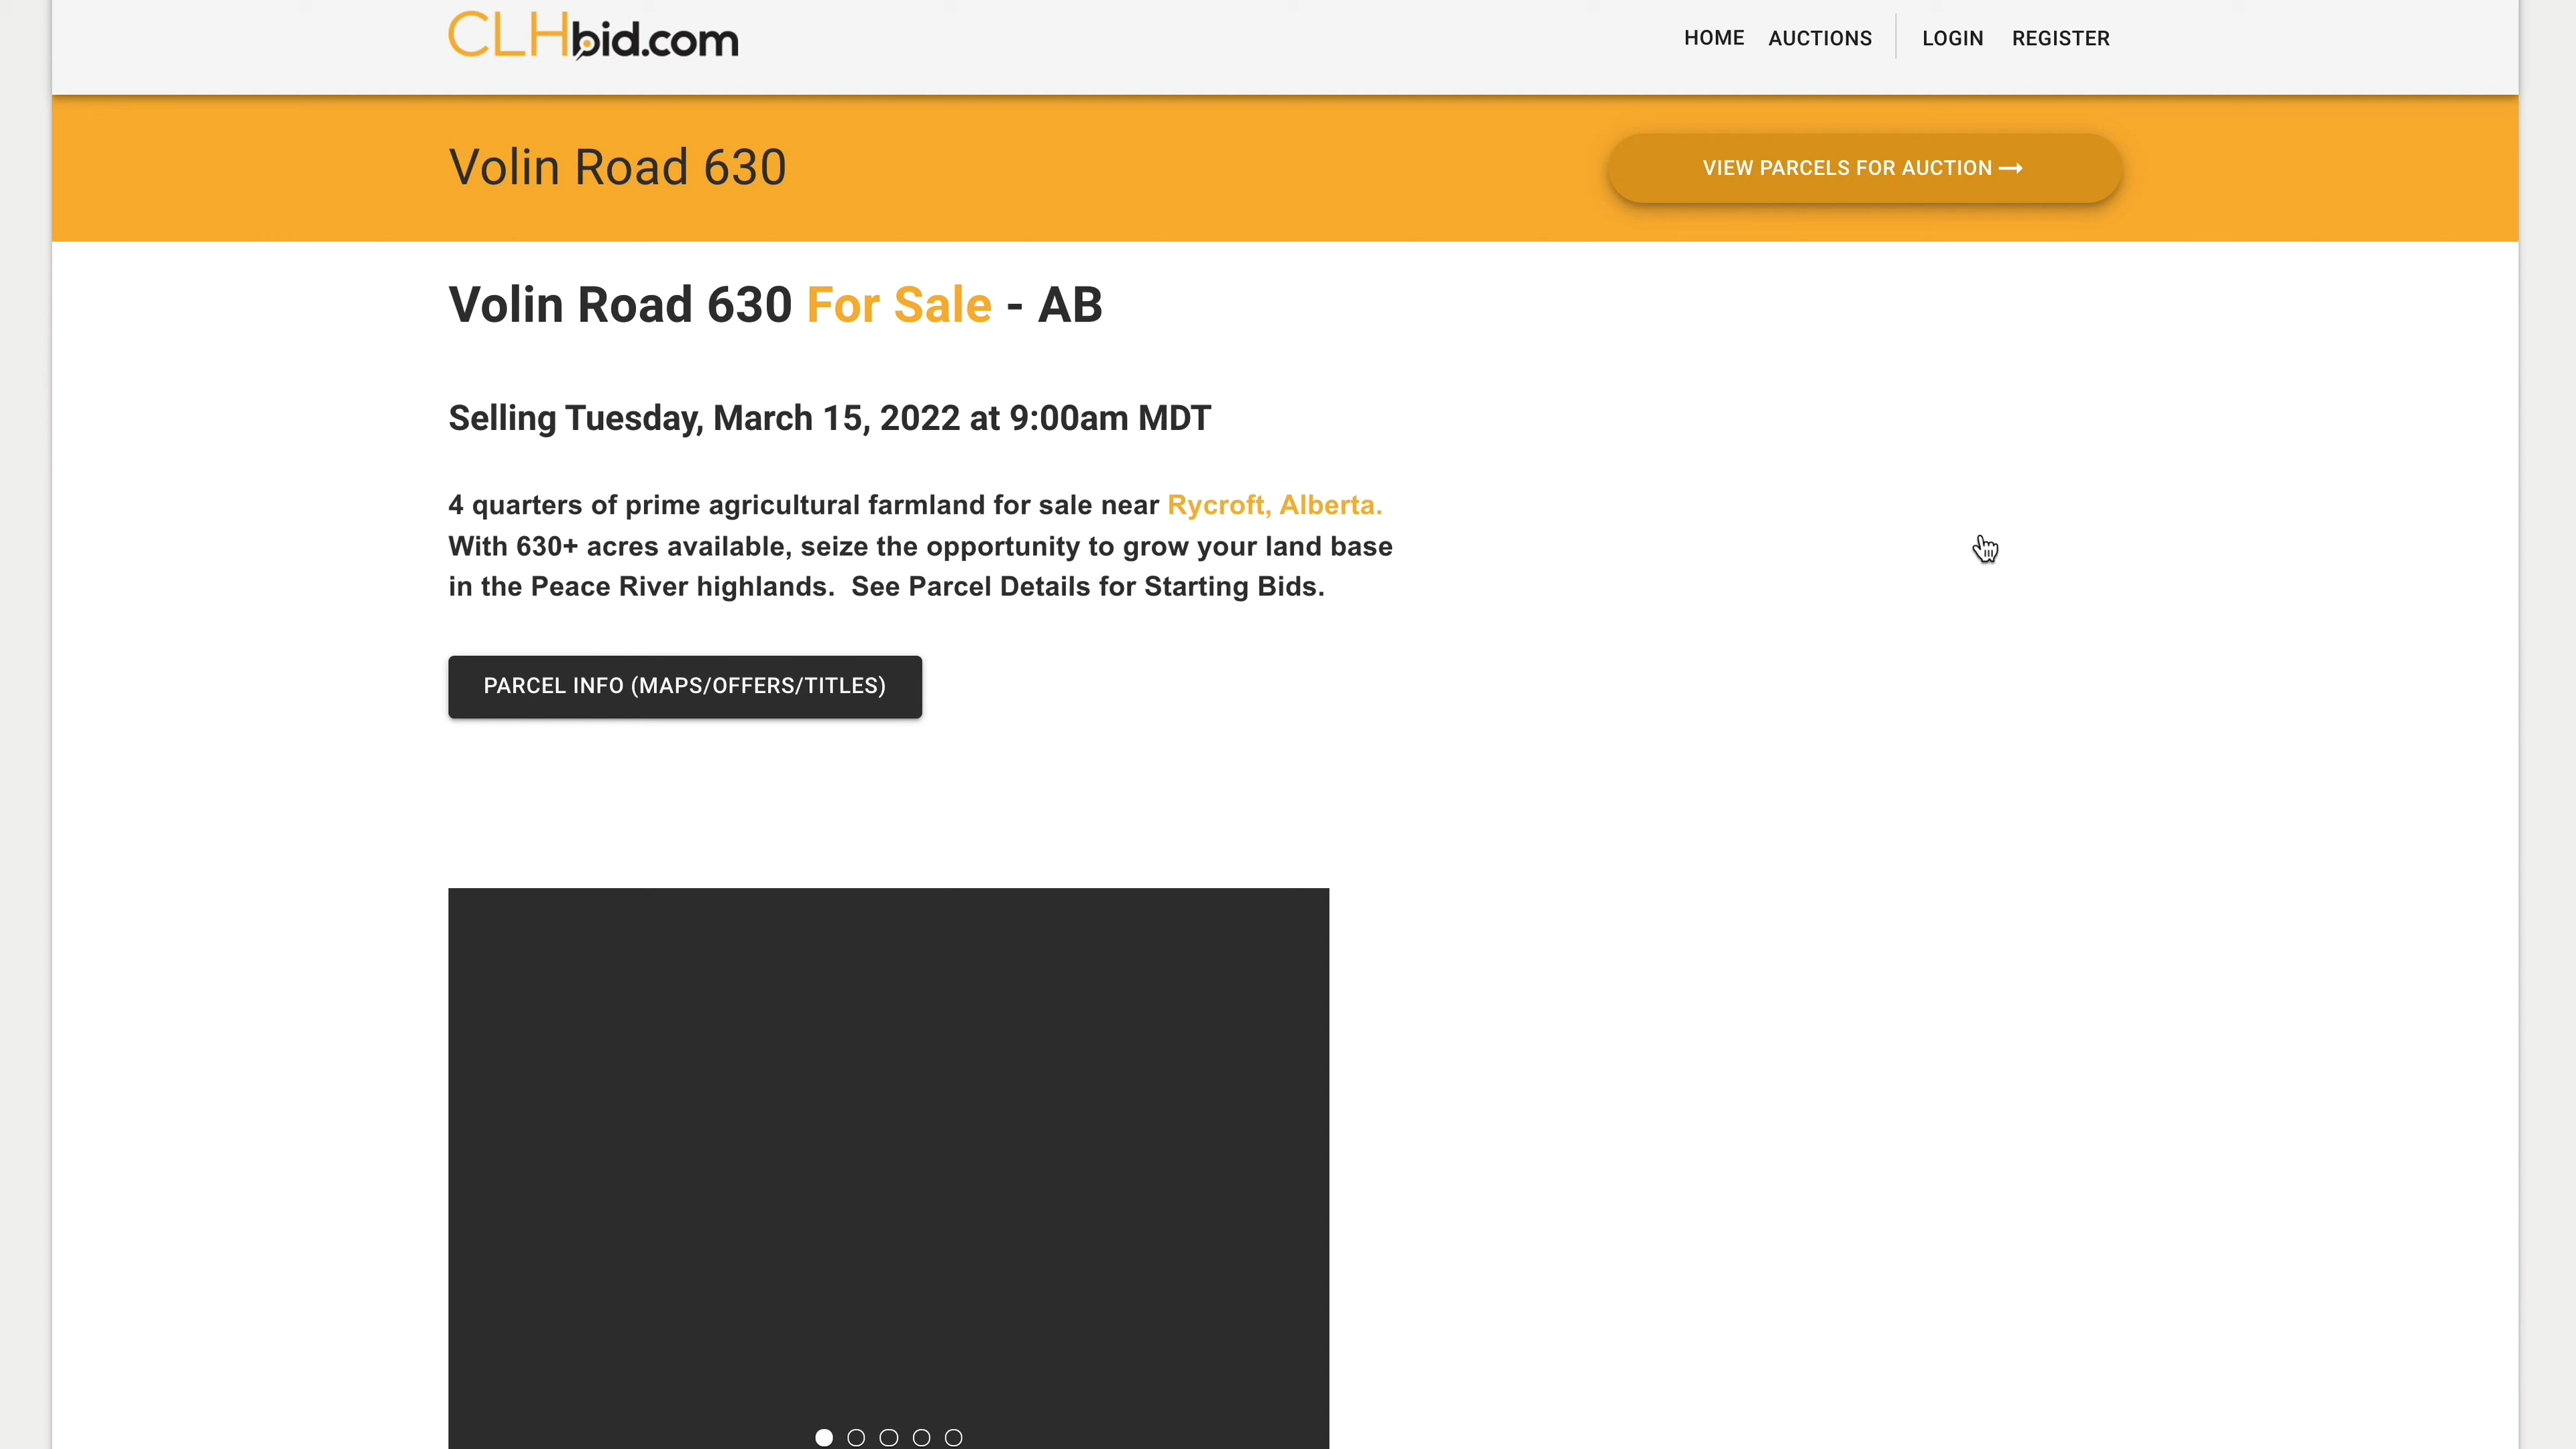 CLHbid.com
HOME AUCTIONS LOGIN REGISTER
Volin Road 630
VIEW PARCELS FOR AUCTION →
Volin Road 630 For Sale - AB
Selling Tuesday, March 15, 2022 at 9:00am MDT
4 quarters of prime agricultural farmland for sale near Rycroft, Alberta.
With 630+ acres available, seize the opportunity to grow your land base
in the Peace River highlands. See Parcel Details for Starting Bids.
PARCEL INFO (MAPS/OFFERS/TITLES)